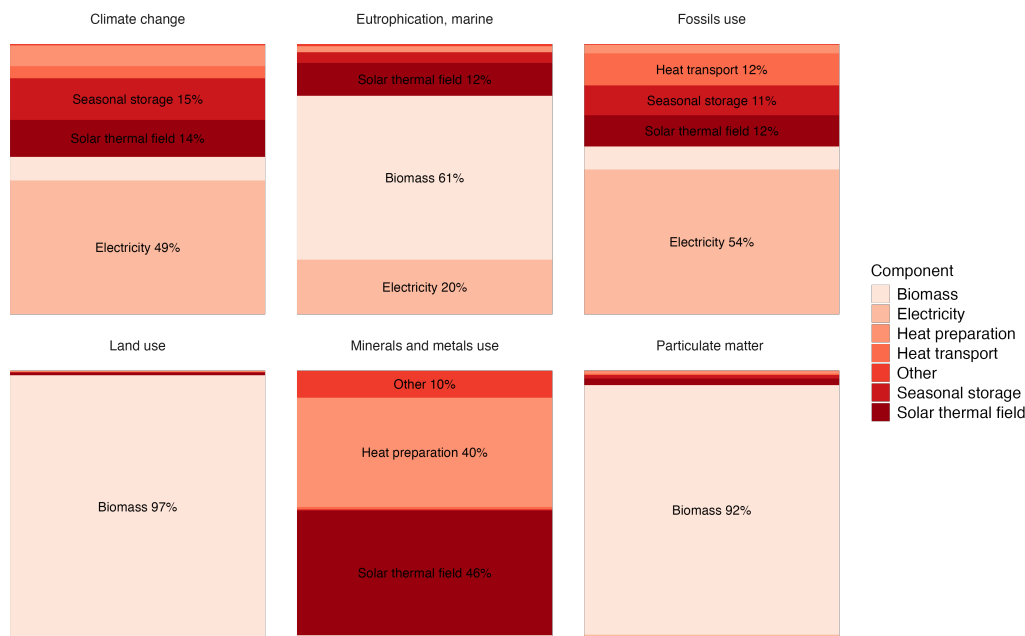 Climate change
Eutrophication, marine
Fossils use
Seasonal storage 15%
Solar thermal field 14%
Electricity 49%
Solar thermal field 12%
Biomass 61%
Electricity 20%
Heat transport 12%
Seasonal storage 11%
Solar thermal field 12%
Electricity 54%
Land use
Minerals and metals use
Particulate matter
Biomass 97%
Other 10%
Heat preparation 40%
Solar thermal field 46%
Biomass 92%
Component
Biomass
Electricity
Heat preparation
Heat transport
Other
Seasonal storage
Solar thermal field